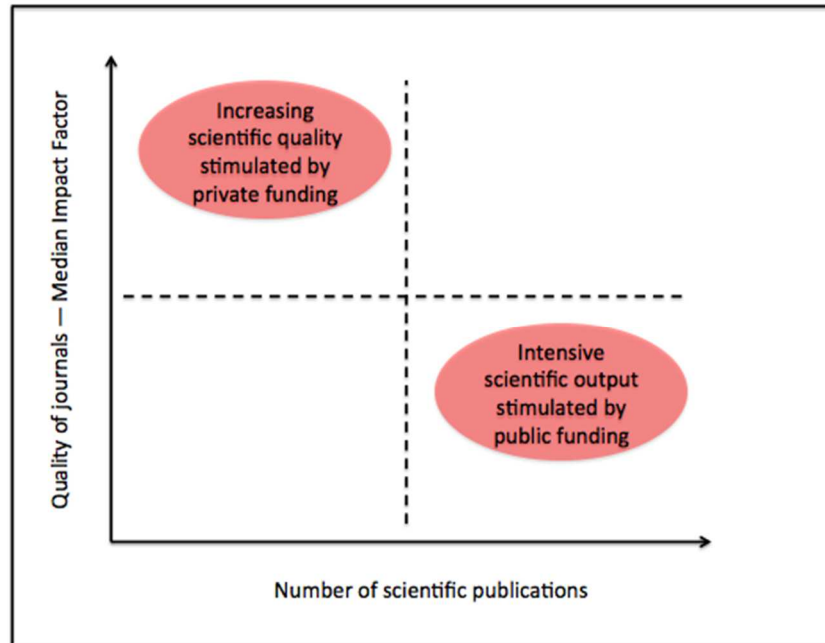 Quality of journals — Median Impact Factor
Increasing
scientific quality
stimulated by
private funding
Intensive
scientific output
stimulated by
public funding
Number of scientific publications